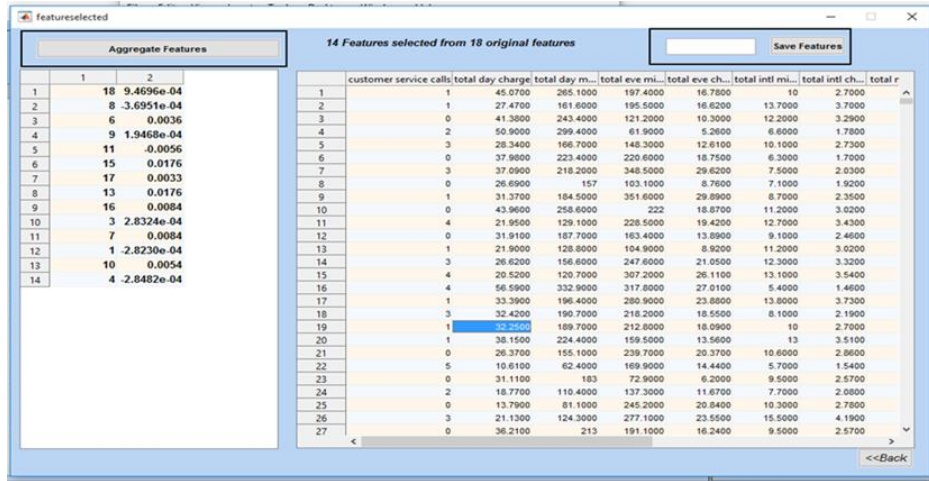 featureselected
Aggregate Features
14 Features selected from 18 original features
Save Features
1 2
1 18 9.4696e-04
2 8 -3.6951e-04
3 6 0.0036
4 9 1.9468e-04
5 11 -0.0056
6 15 0.0176
7 17 0.0033
8 13 0.0176
9 16 0.0084
10 3 2.8324e-04
11 7 0.0084
12 1 -2.8230e-04
13 10 0.0054
14 4 -2.8482e-04
customer service calls total day charge total day m... total eve mi... total eve ch... total intl mi... total intl ch... total r
1 1 45.0700 265.1000 197.4000 16.7800 10 2.7000
2 1 27.4700 161.6000 195.5000 16.6200 13.7000 3.7000
3 0 41.3800 243.4000 121.2000 10.3000 12.2000 3.2900
4 2 50.9000 299.4000 61.9000 5.2600 6.6000 1.7800
5 3 28.3400 166.7000 148.3000 12.6100 10.1000 2.7300
6 0 37.9800 223.4000 220.6000 18.7500 6.3000 1.7000
7 3 37.0900 218.2000 348.5000 29.6200 7.5000 2.0300
8 0 26.6900 157 103.1000 8.7600 7.1000 1.9200
9 1 31.3700 184.5000 351.6000 29.8900 8.7000 2.3500
10 0 43.9600 258.6000 222 18.8700 11.2000 3.0200
11 4 21.9500 129.1000 228.5000 19.4200 12.7000 3.4300
12 0 31.9100 187.7000 163.4000 13.8900 9.1000 2.4600
13 1 21.9000 128.8000 104.9000 8.9200 11.2000 3.0200
14 3 26.6200 156.6000 247.6000 21.0500 12.3000 3.3200
15 4 20.5200 120.7000 307.2000 26.1100 13.1000 3.5400
16 4 56.5900 332.9000 317.8000 27.0100 5.4000 1.4600
17 1 33.3900 196.4000 280.9000 23.8800 13.8000 3.7300
18 3 32.4200 190.7000 218.2000 18.5500 8.1000 2.1900
19 1 32.2500 189.7000 212.8000 18.0900 10 2.7000
20 1 38.1500 224.4000 159.5000 13.5600 13 3.5100
21 0 26.3700 155.1000 239.7000 20.3700 10.6000 2.8600
22 5 10.6100 62.4000 169.9000 14.4400 5.7000 1.5400
23 0 31.1100 183 72.9000 6.2000 9.5000 2.5700
24 2 18.7700 110.4000 137.3000 11.6700 7.7000 2.0800
25 0 13.7900 81.1000 245.2000 20.8400 10.3000 2.7800
26 3 21.1300 124.3000 277.1000 23.5500 15.5000 4.1900
27 0 36.2100 213 191.1000 16.2400 9.5000 2.5700
<<Back